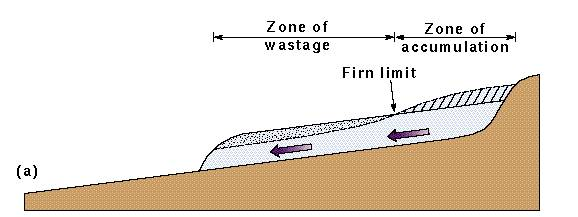 Zone of
wastage
Zone of
accumulation
Firn limit
(a)